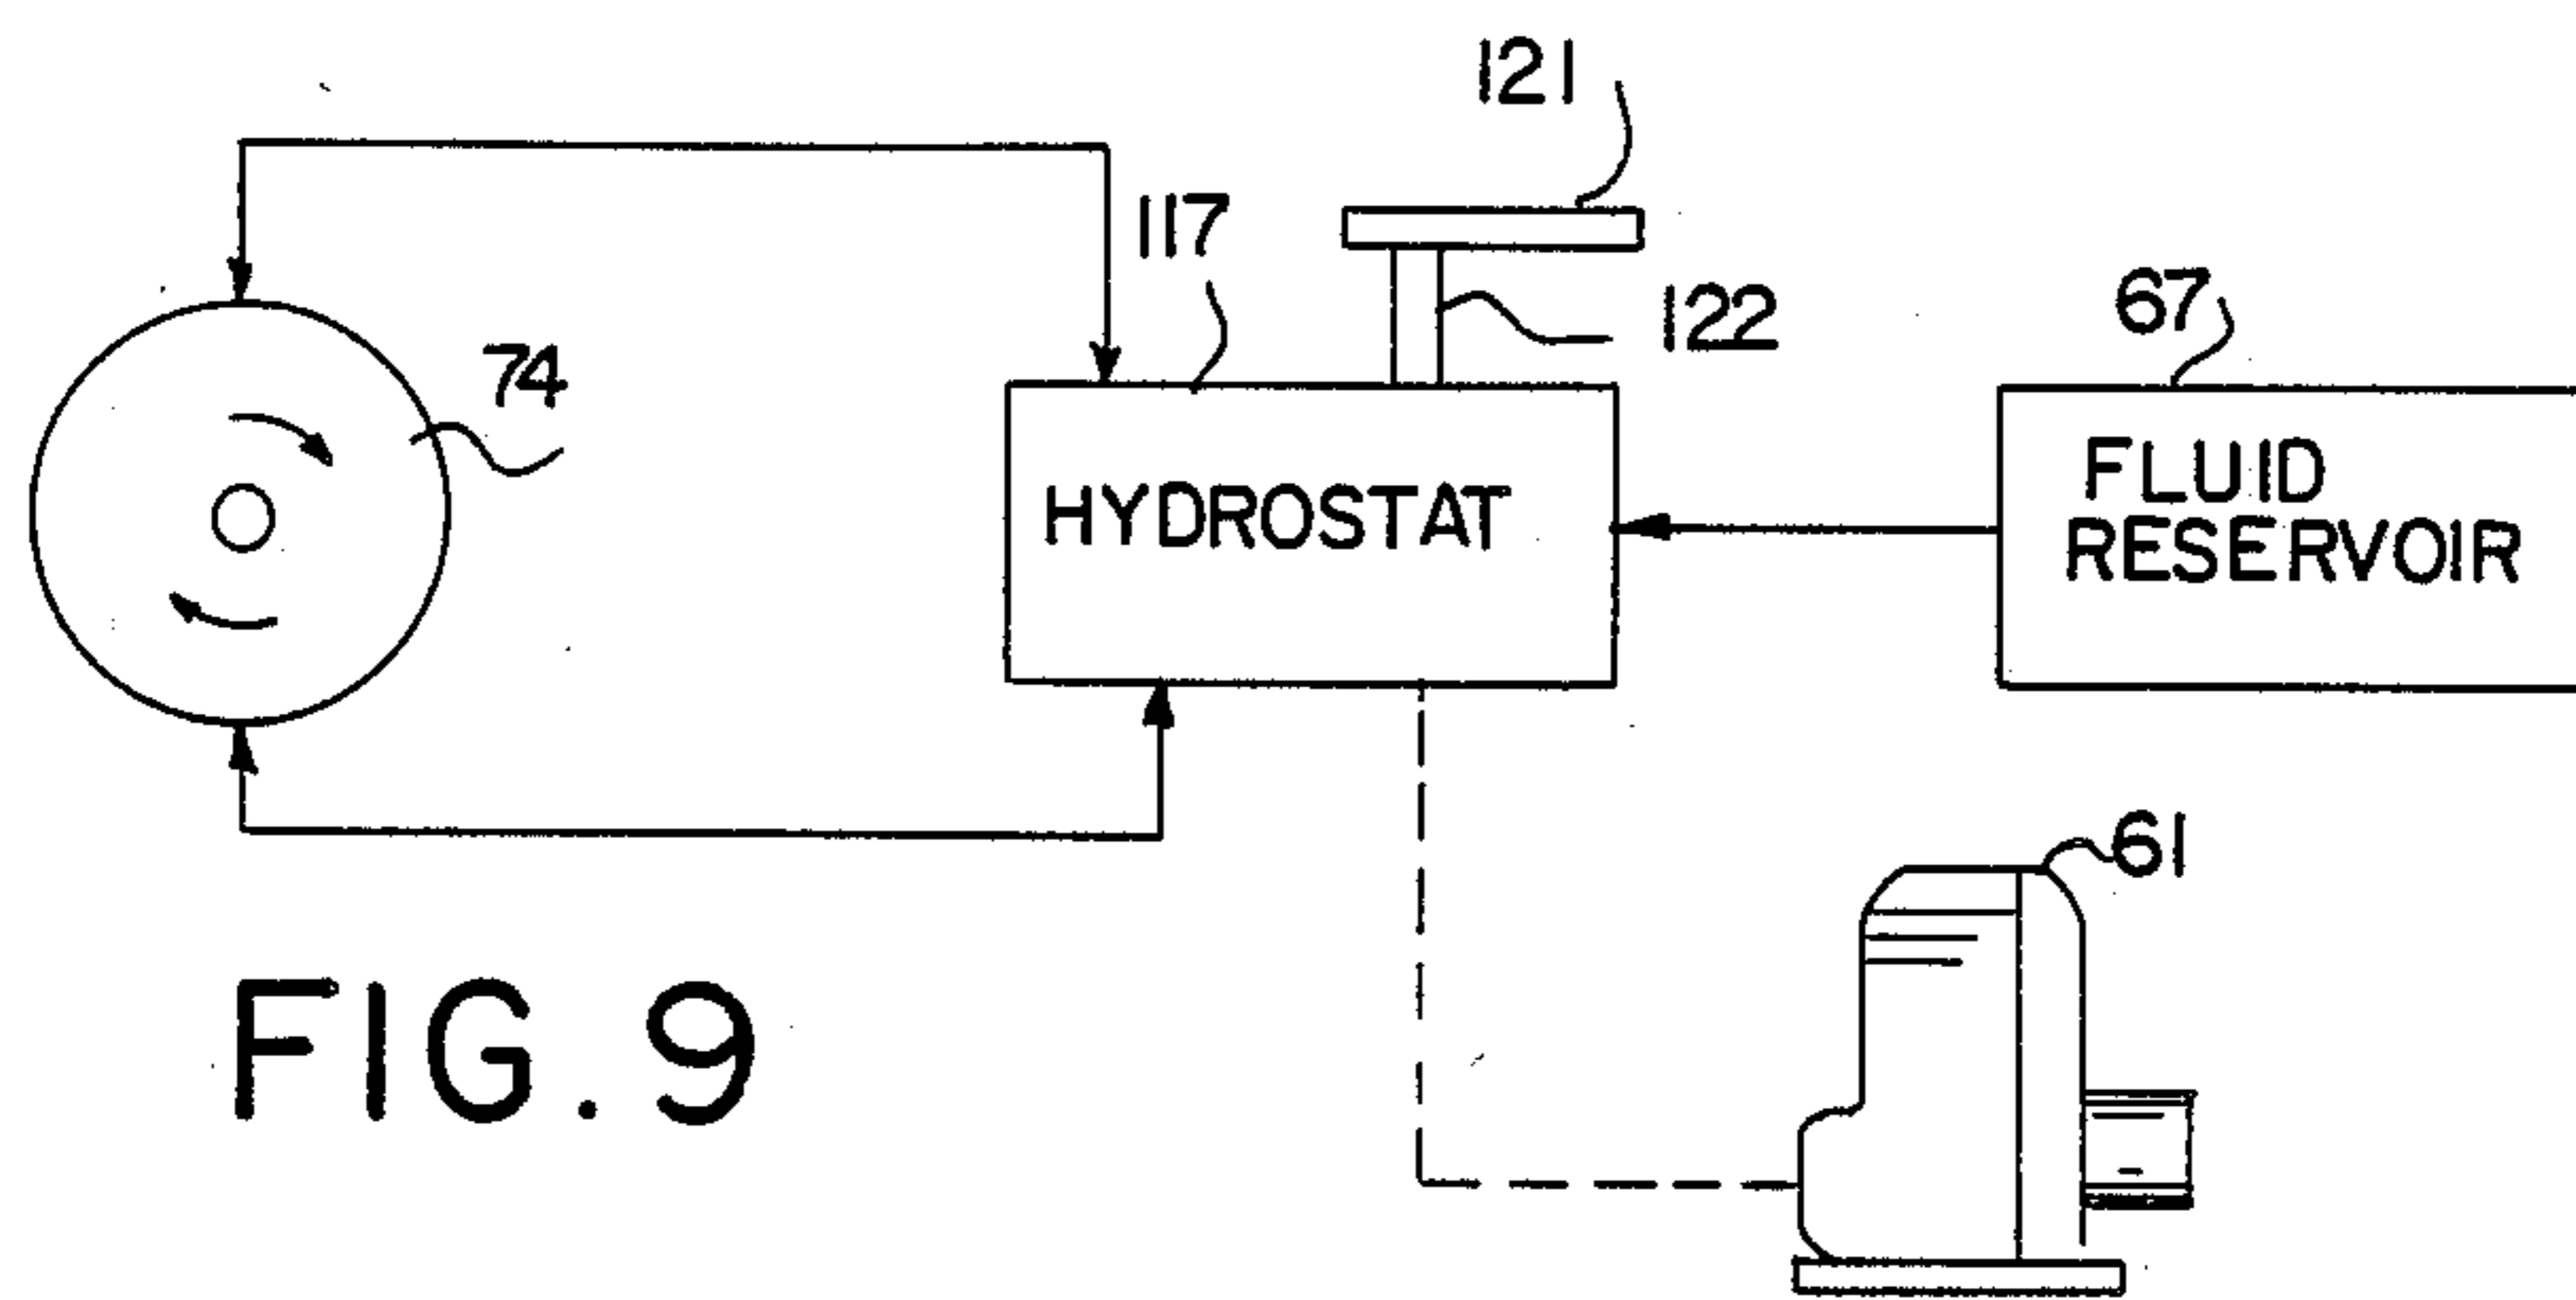 121
117
122
67
74
HYDROSTAT
FLUID
RESERVOIR
61
FIG. 9